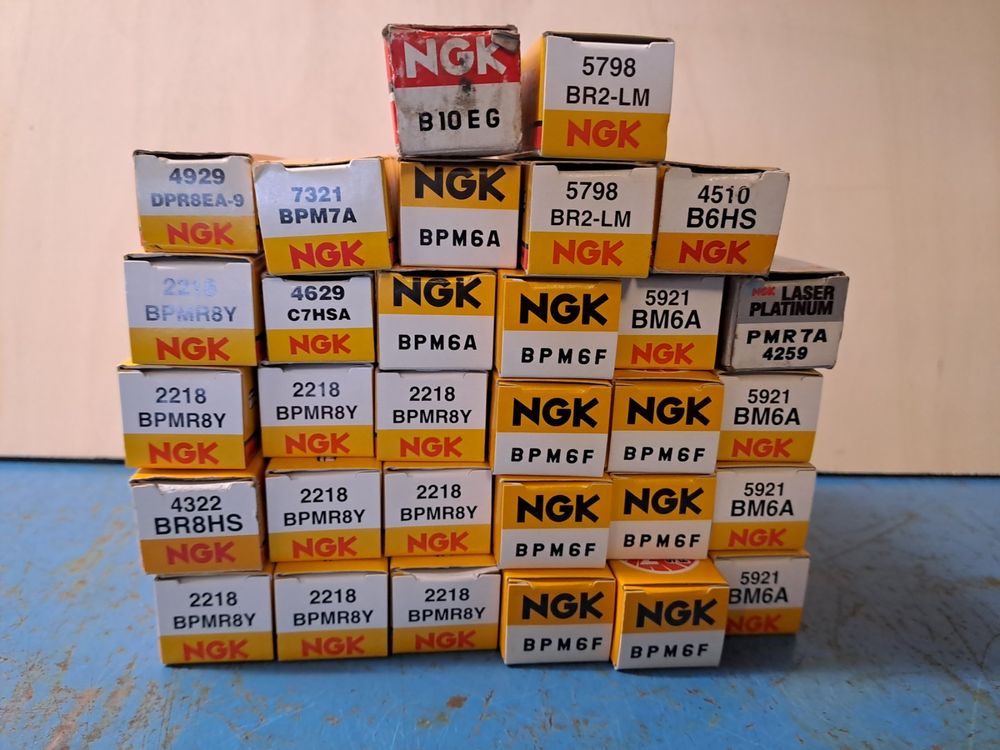 NGK
B10EG
5798
BR2-LM
NGK
4929
DPR8EA-9
NGK
7321
BPM7A
NGK
NGK
BPM6A
5798
BR2-LM
NGK
4510
B6HS
NGK
2218
BPMR8Y
NGK
4629
C7HSA
NGK
NGK
BPM6A
NGK
BPM6F
5921
BM6A
NGK
NGK LASER
PLATINUM
PMR7A
4259
2218
BPMR8Y
NGK
2218
BPMR8Y
NGK
2218
BPMR8Y
NGK
NGK
BPM6F
NGK
BPM6F
5921
BM6A
NGK
4322
BR8HS
NGK
2218
BPMR8Y
NGK
2218
BPMR8Y
NGK
NGK
BPM6F
NGK
BPM6F
5921
BM6A
NGK
2218
BPMR8Y
NGK
2218
BPMR8Y
NGK
2218
BPMR8Y
NGK
NGK
BPM6F
NGK
BPM6F
5921
BM6A
NGK